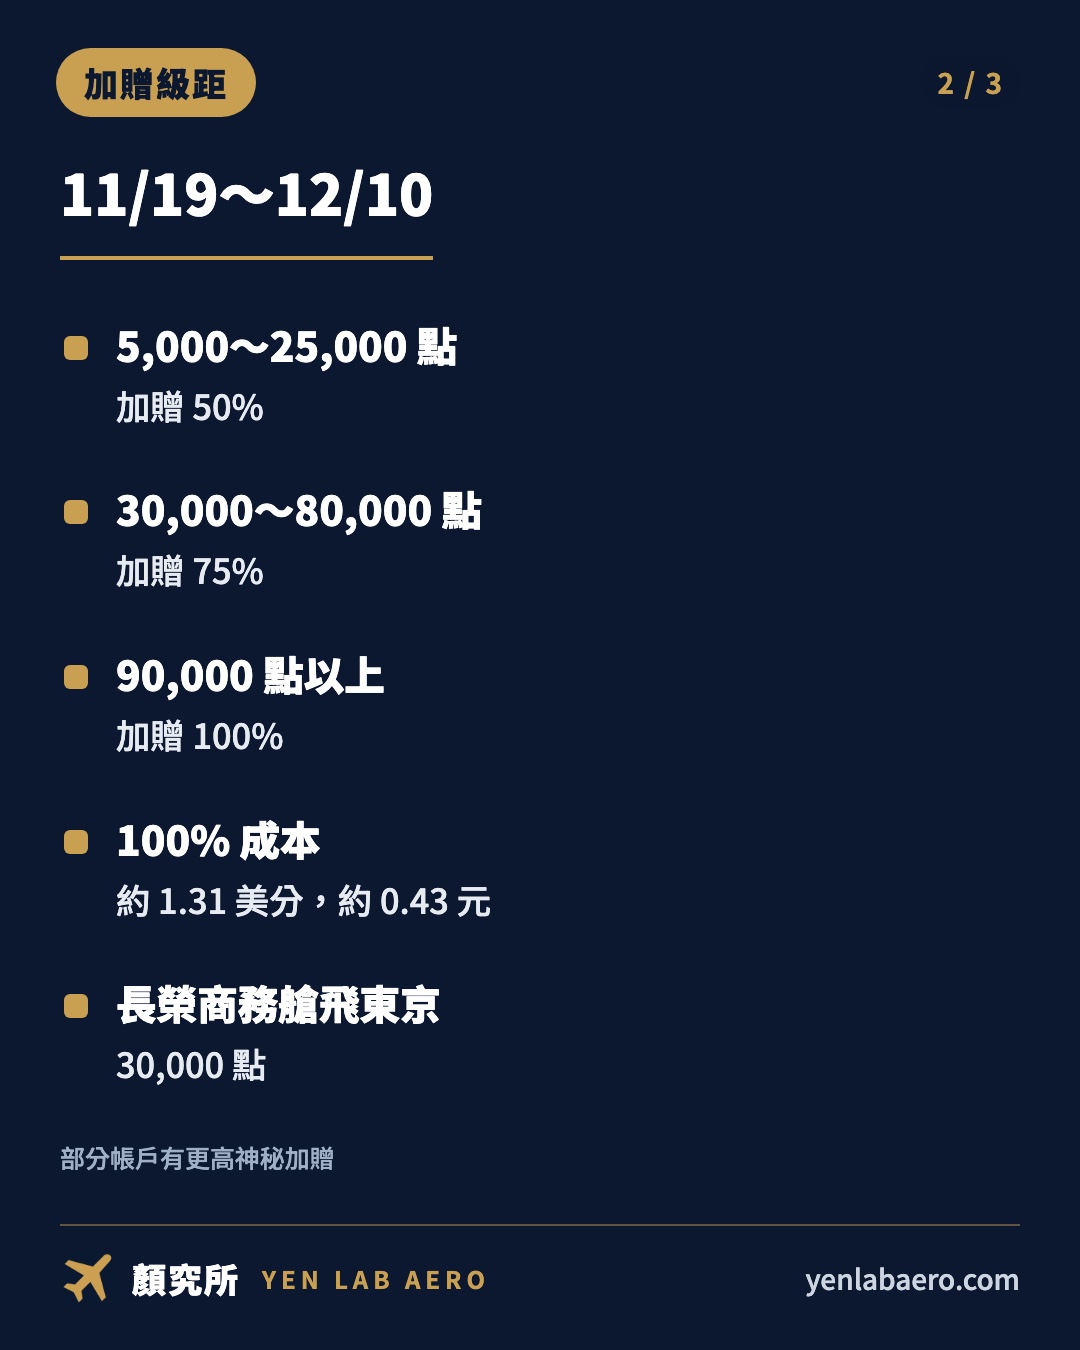 加贈級距
2 / 3
11/19～12/10
5,000～25,000 點
加贈 50%
30,000～80,000 點
加贈 75%
90,000 點以上
加贈 100%
100% 成本
約 1.31 美分，約 0.43 元
長榮商務艙飛東京
30,000 點
部分帳戶有更高神秘加贈
顏究所 YEN LAB AERO
yenlabaero.com